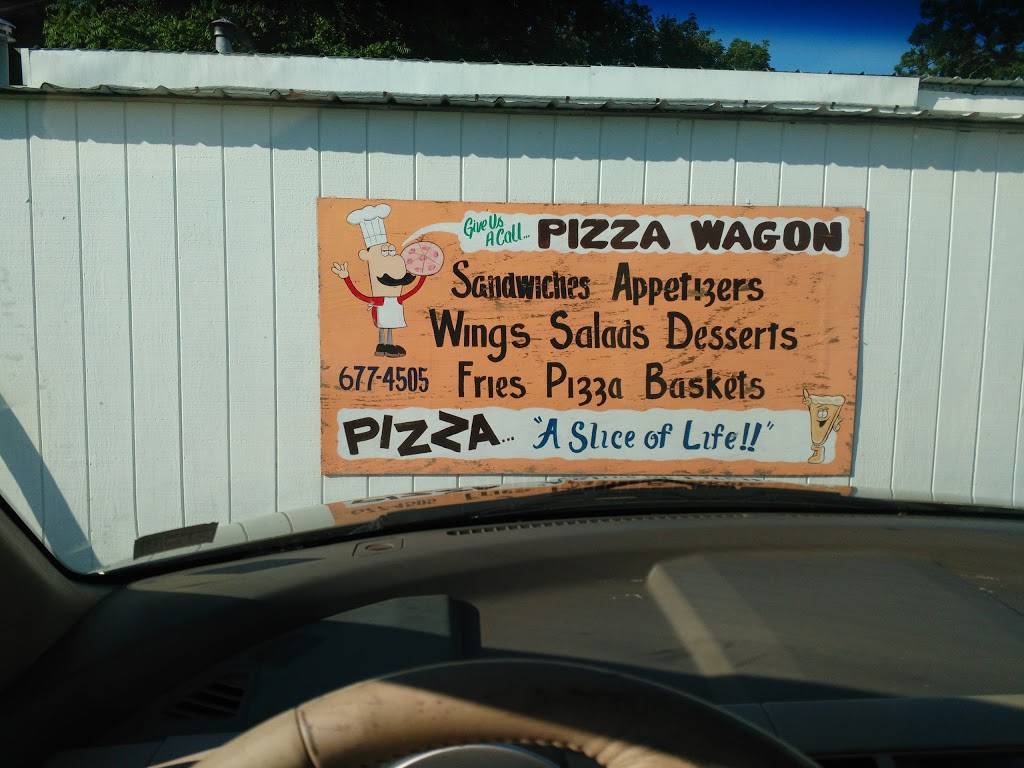 Give Us
A Call... PIZZA WAGON
Sandwiches Appetizers
Wings Salads Desserts
677-4505 Fries Pizza Baskets
PIZZA... "A Slice of Life!!"